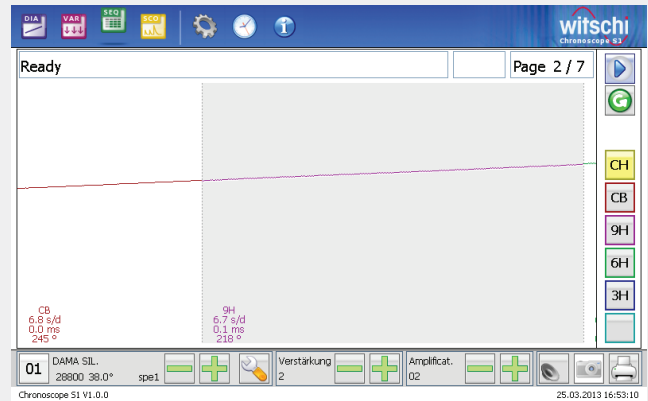 DIA VAR SEQ SCO witschi
Chronoscope S1
Ready Page 2 / 7
CH
CB
9H
6H
3H
CB 9H
6.8 s/d 6.7 s/d
0.0 ms 0.1 ms
245 ° 218 °
01 DAMA SIL. Verstärkung Amplificat.
28800 38.0° spe1 2 02
Chronoscope S1 V1.0.0 25.03.2013 16:53:10